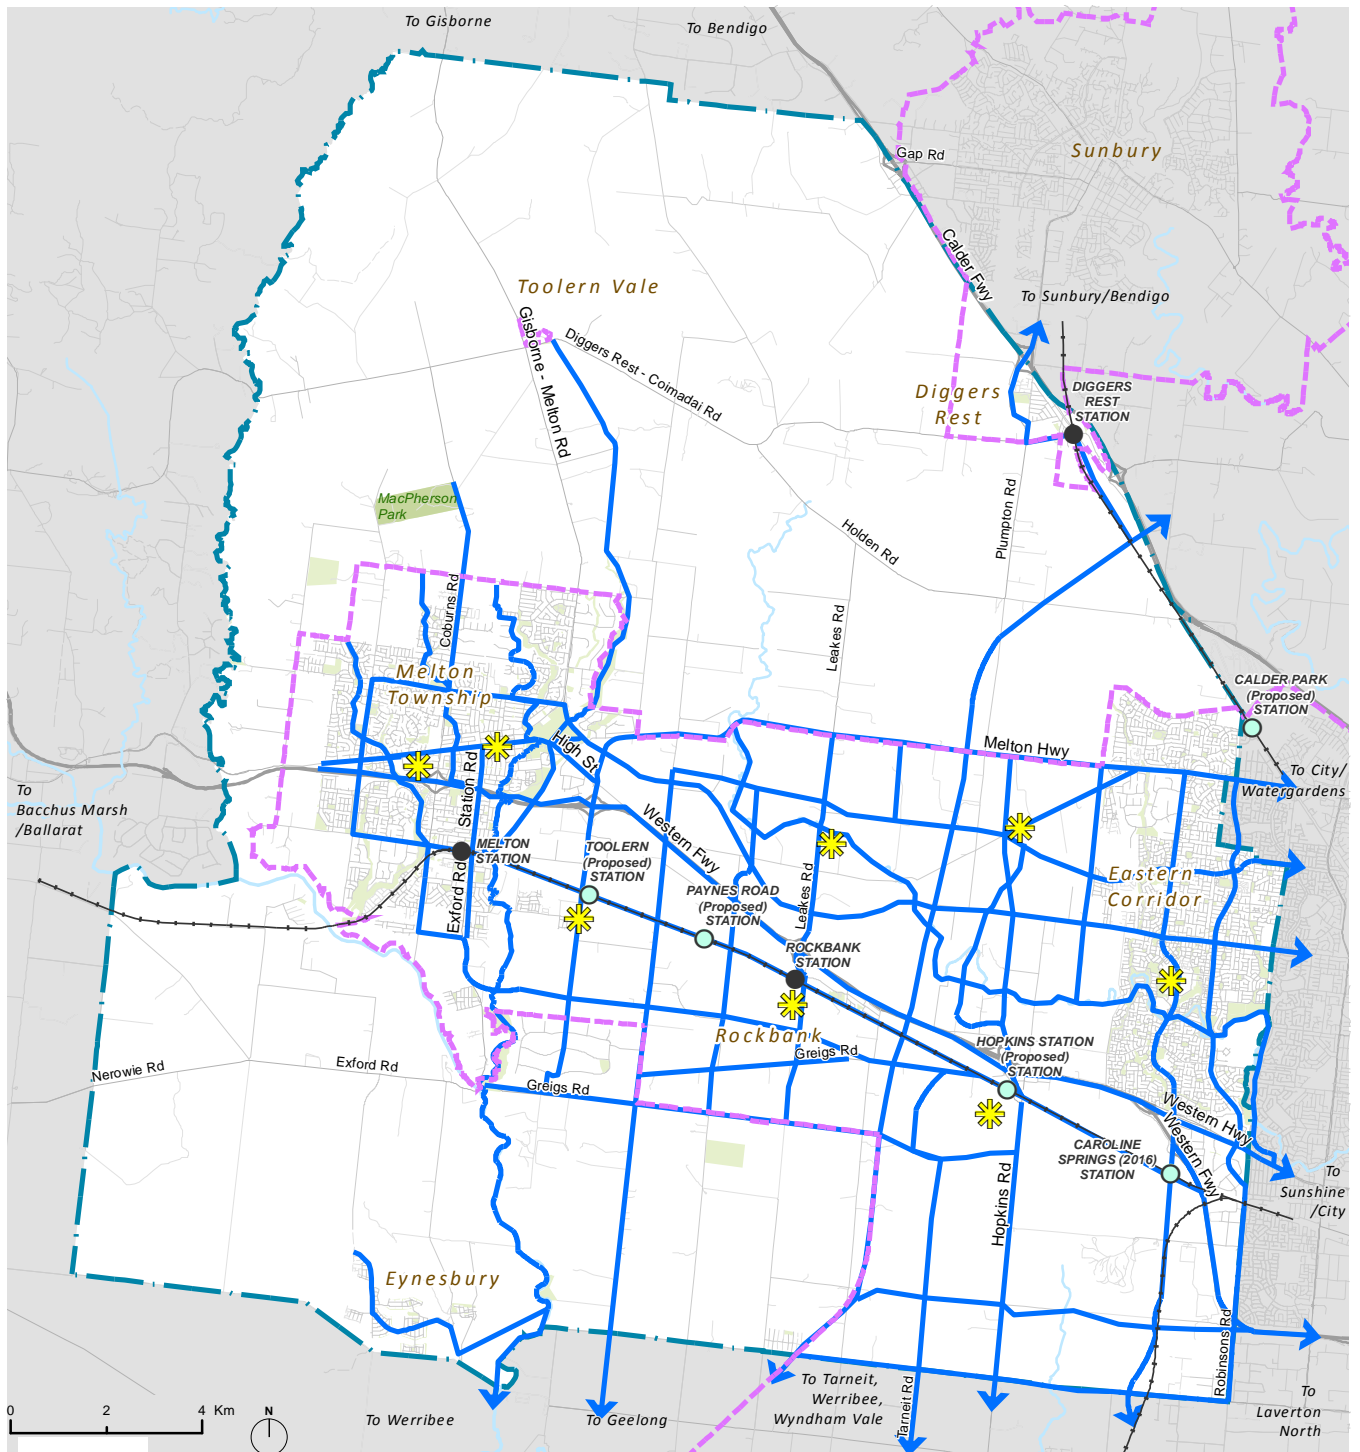 To Gisborne
To Bendigo
Gap Rd
Sunbury
Calder Fwy
Toolern Vale
To Sunbury/Bendigo
Gisborne - Melton Rd
Diggers Rest - Coimadai Rd
Diggers
Rest
DIGGERS
REST
STATION
MacPherson
Park
Holden Rd
Plumpton Rd
Coburns Rd
Leakes Rd
Melton
Township
CALDER PARK
(Proposed)
STATION
High St
Melton Hwy
To City/
Watergardens
To
Bacchus Marsh
/Ballarat
Station Rd
Western Fwy
MELTON
STATION
TOOLERN
(Proposed)
STATION
PAYNES ROAD
(Proposed)
STATION
Leakes Rd
Eastern
Corridor
Exford Rd
ROCKBANK
STATION
Rockbank
Greigs Rd
HOPKINS STATION
(Proposed)
STATION
Nerowie Rd
Exford Rd
Greigs Rd
Western Hwy
Western Fwy
CAROLINE
SPRINGS (2016)
STATION
To
Sunshine
/City
Hopkins Rd
Eynesbury
Robinsons Rd
To Tarneit,
Werribee,
Wyndham Vale
Tarneit Rd
To
Laverton
North
0 2 4 Km
N
To Werribee
To Geelong